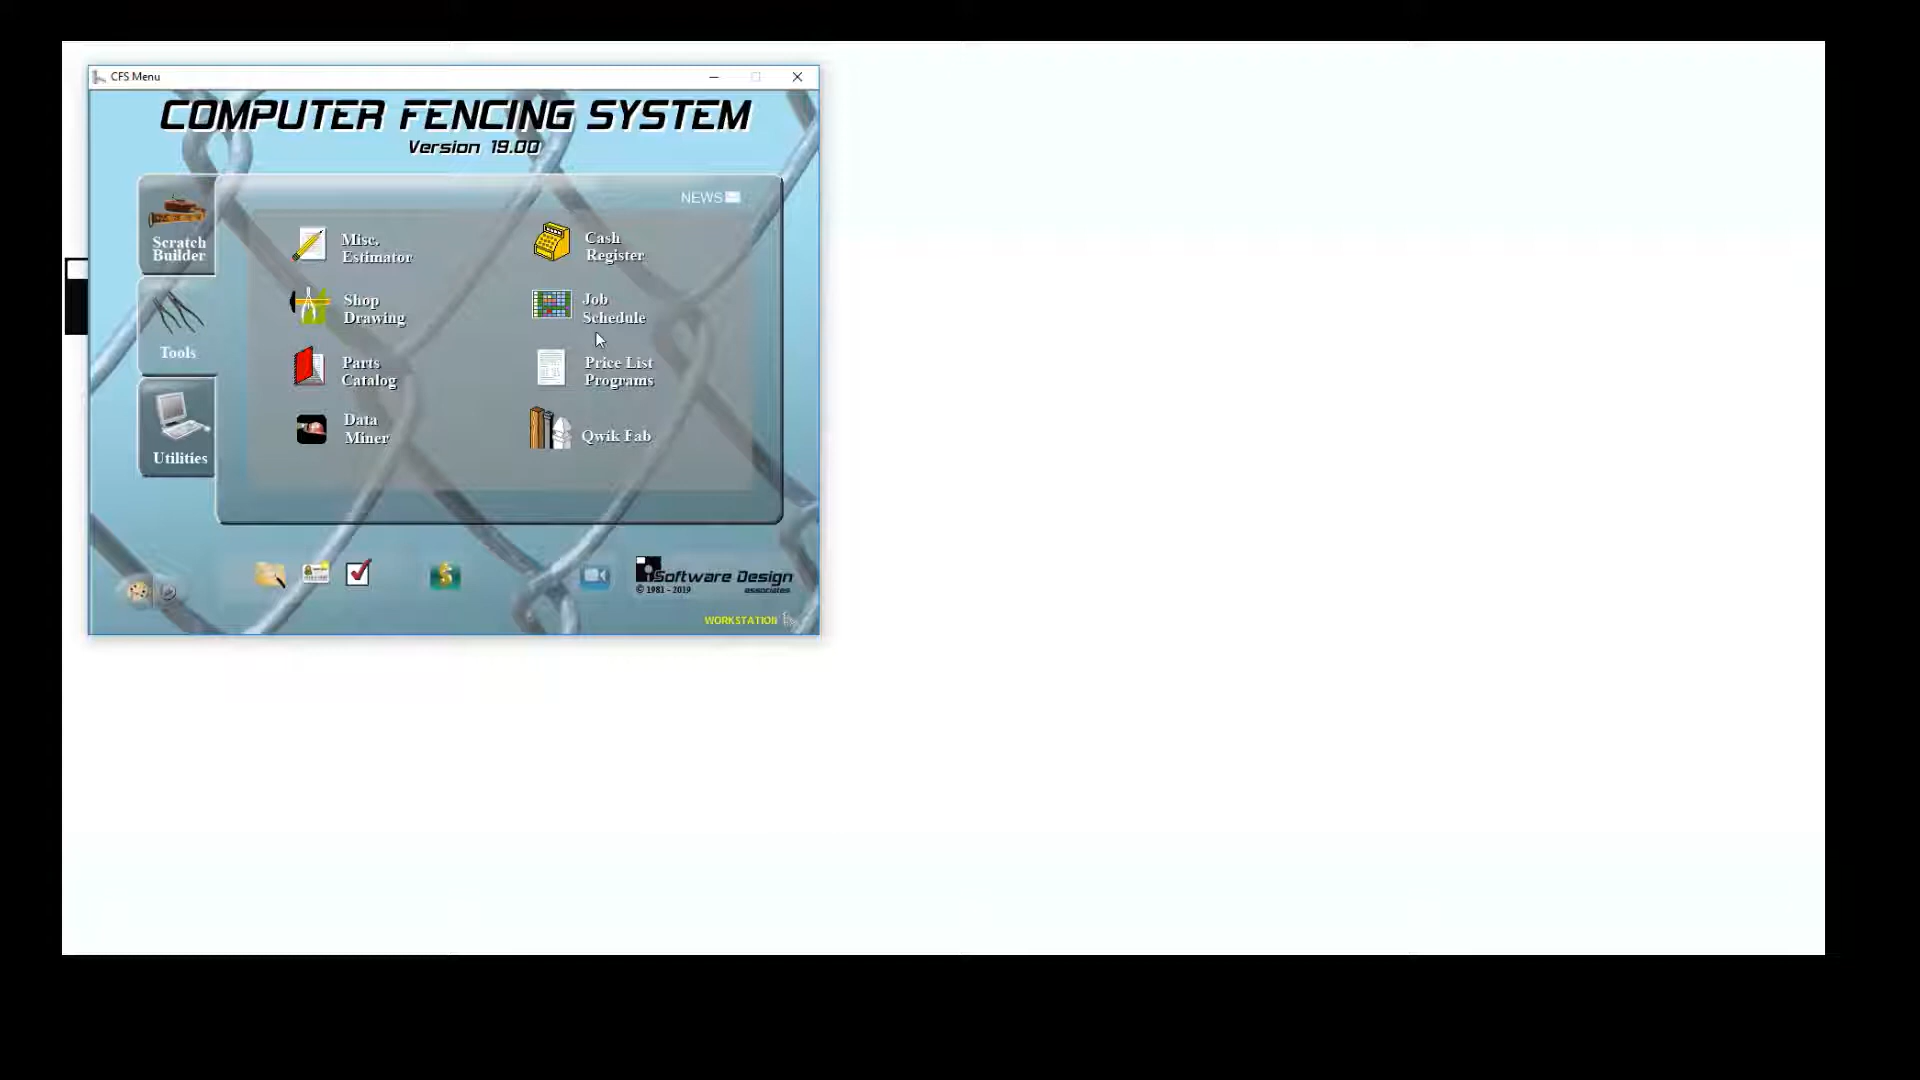 CFS Menu
COMPUTER FENCING SYSTEM
Version 19.00
NEWS
Scratch
Builder
Tools
Utilities
Misc.
Estimator
Cash
Register
Shop
Drawing
Job
Schedule
Parts
Catalog
Price List
Programs
Data
Miner
Qwik Fab
Software Design
© 1981 - 2019
associates
WORKSTATION